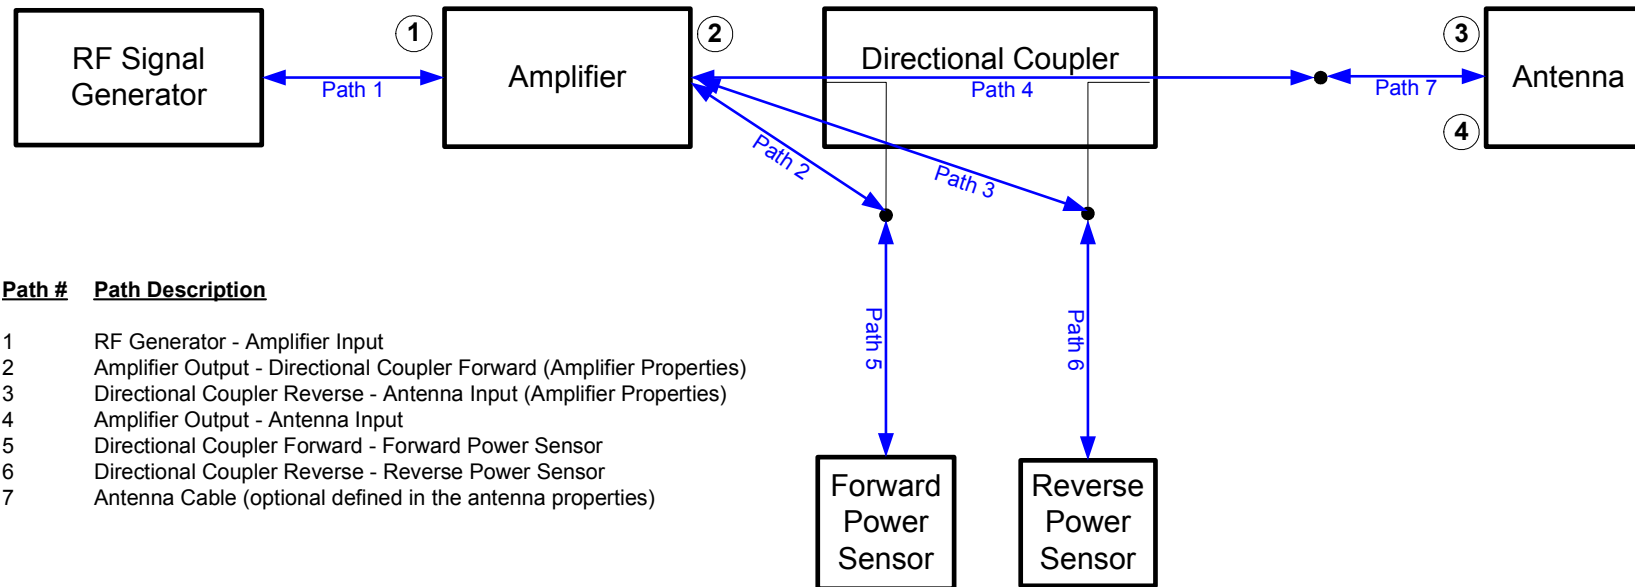 RF Signal
Generator
Path 1
1
Amplifier
2
Directional Coupler
Path 4
Path 7
3
Antenna
4
Path 2
Path 3
Path 5
Path 6
Forward
Power
Sensor
Reverse
Power
Sensor
Path # Path Description
1 RF Generator - Amplifier Input
2 Amplifier Output - Directional Coupler Forward (Amplifier Properties)
3 Directional Coupler Reverse - Antenna Input (Amplifier Properties)
4 Amplifier Output - Antenna Input
5 Directional Coupler Forward - Forward Power Sensor
6 Directional Coupler Reverse - Reverse Power Sensor
7 Antenna Cable (optional defined in the antenna properties)